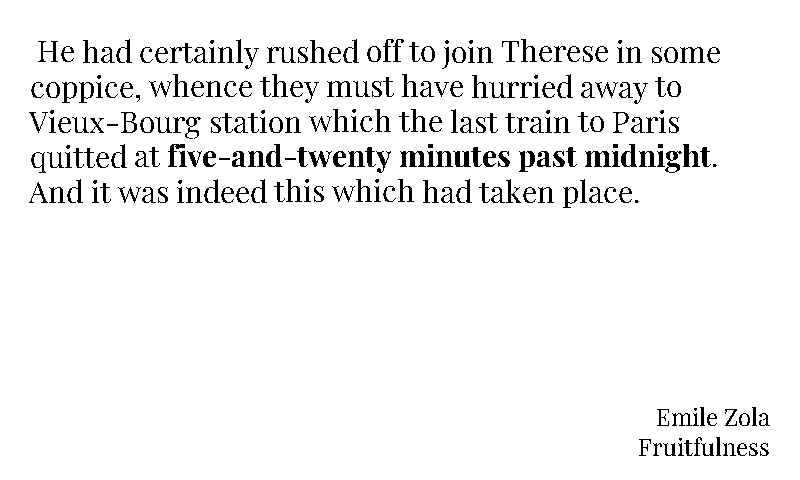 He had certainly rushed off to join Therese in some
coppice, whence they must have hurried away to
Vieux-Bourg station which the last train to Paris
quitted at five-and-twenty minutes past midnight.
And it was indeed this which had taken place.
Emile Zola
Fruitfulness